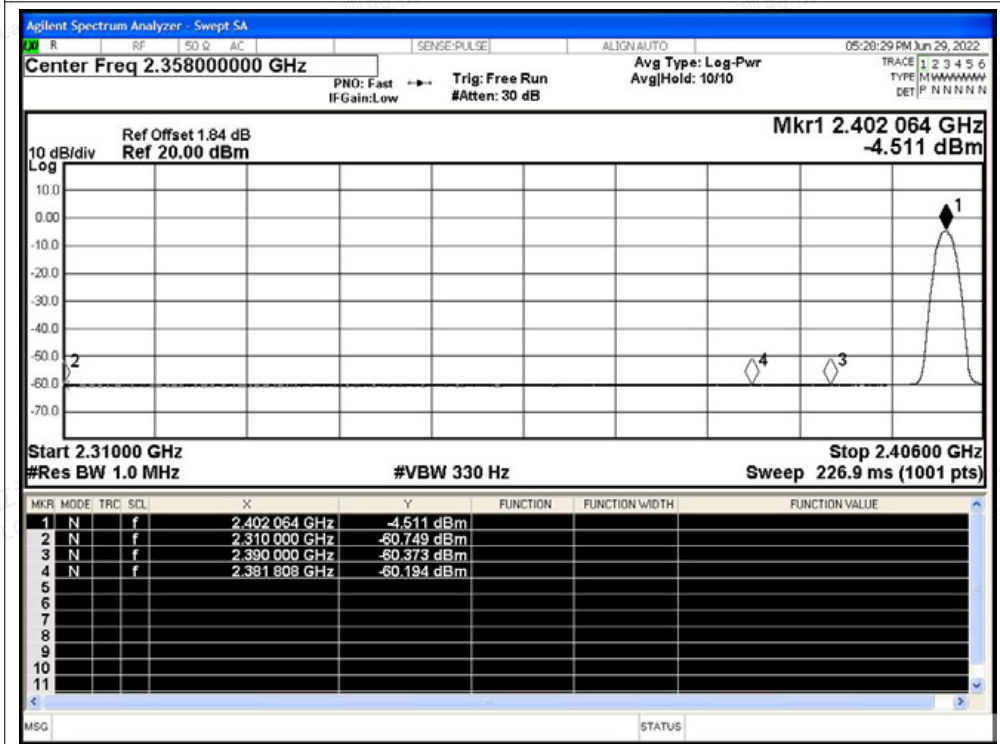 Agilent Spectrum Analyzer - Swept SA
LXI R RF 50 Ω AC SENSE:PULSE ALIGN AUTO 05:28:29 PM Jun 29, 2022
Center Freq 2.358000000 GHz
PNO: Fast
IFGain:Low
Trig: Free Run
#Atten: 30 dB
Avg Type: Log-Pwr
Avg|Hold: 10/10
TRACE 1 2 3 4 5 6
TYPE MWWWWW
DET P N N N N N
Ref Offset 1.84 dB
10 dB/div Ref 20.00 dBm
Log
Mkr1 2.402 064 GHz
-4.511 dBm
10.0
0.00
-10.0
-20.0
-30.0
-40.0
-50.0
-60.0
-70.0
1
2
4
3
Start 2.31000 GHz Stop 2.40600 GHz
#Res BW 1.0 MHz #VBW 330 Hz Sweep 226.9 ms (1001 pts)
MKR MODE TRC SCL X Y FUNCTION FUNCTION WIDTH FUNCTION VALUE
1 N f 2.402 064 GHz -4.511 dBm
2 N f 2.310 000 GHz -60.749 dBm
3 N f 2.390 000 GHz -60.373 dBm
4 N f 2.381 808 GHz -60.194 dBm
5
6
7
8
9
10
11
MSG STATUS